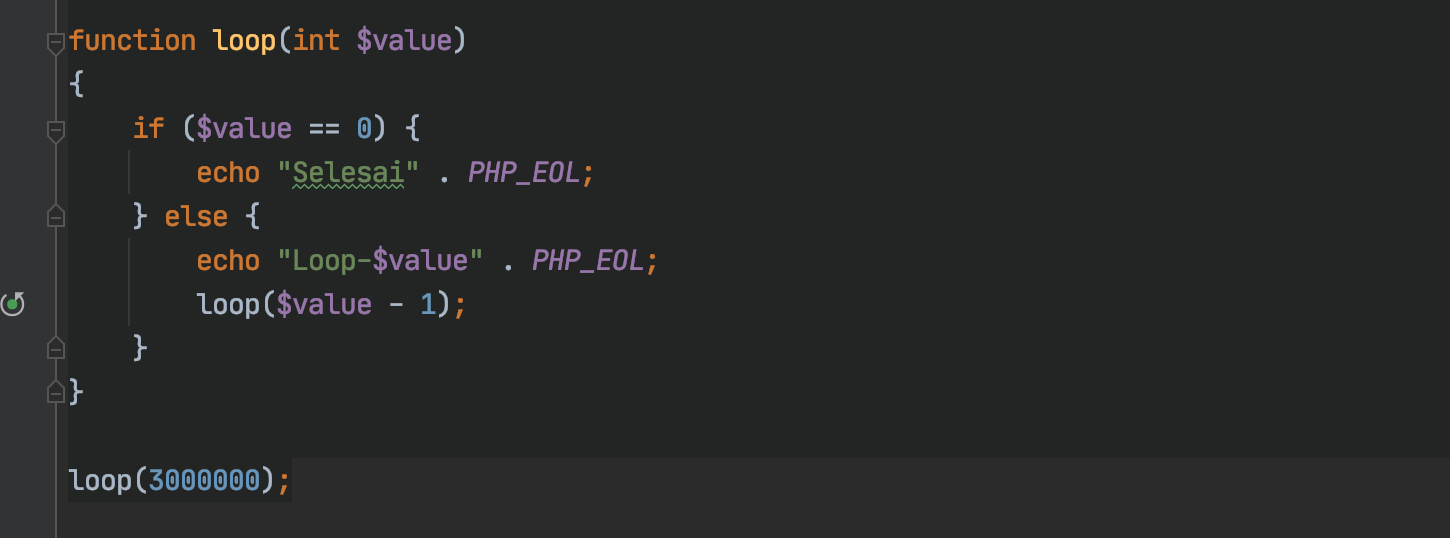 function loop(int $value)
{
    if ($value == 0) {
        echo "Selesai" . PHP_EOL;
    } else {
        echo "Loop-$value" . PHP_EOL;
        loop($value - 1);
    }
}

loop(3000000);